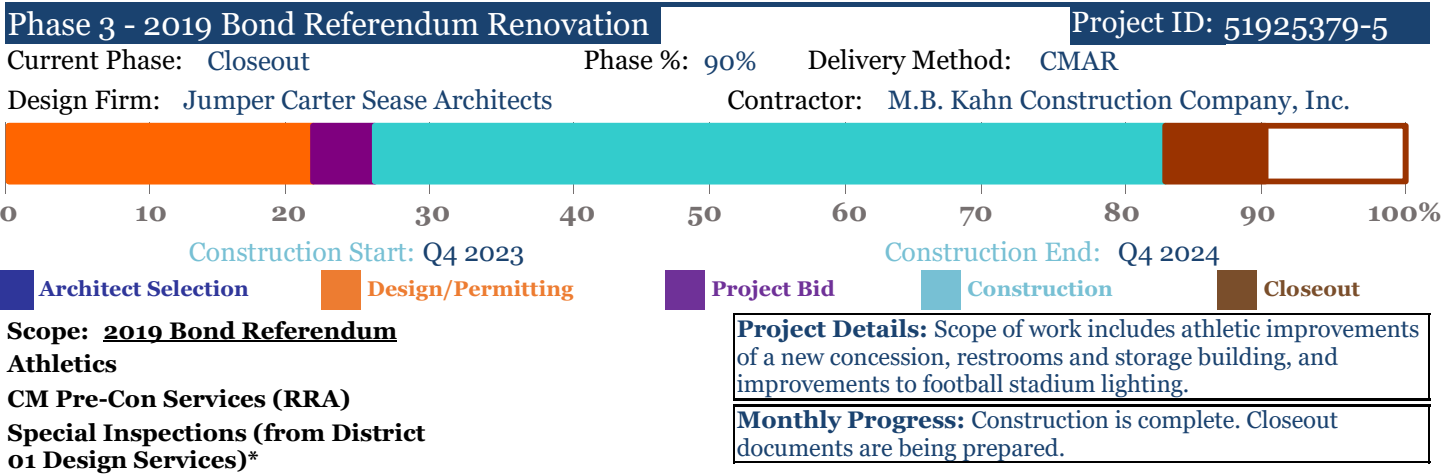 Phase 3 - 2019 Bond Referendum Renovation Project ID: 51925379-5
Current Phase: Closeout Phase %: 90% Delivery Method: CMAR
Design Firm: Jumper Carter Sease Architects Contractor: M.B. Kahn Construction Company, Inc.
0 10 20 30 40 50 60 70 80 90 100%
Construction Start: Q4 2023 Construction End: Q4 2024
Architect Selection Design/Permitting Project Bid Construction Closeout
Scope: 2019 Bond Referendum
Athletics
CM Pre-Con Services (RRA)
Special Inspections (from District
01 Design Services)*
Project Details: Scope of work includes athletic improvements
of a new concession, restrooms and storage building, and
improvements to football stadium lighting.
Monthly Progress: Construction is complete. Closeout
documents are being prepared.